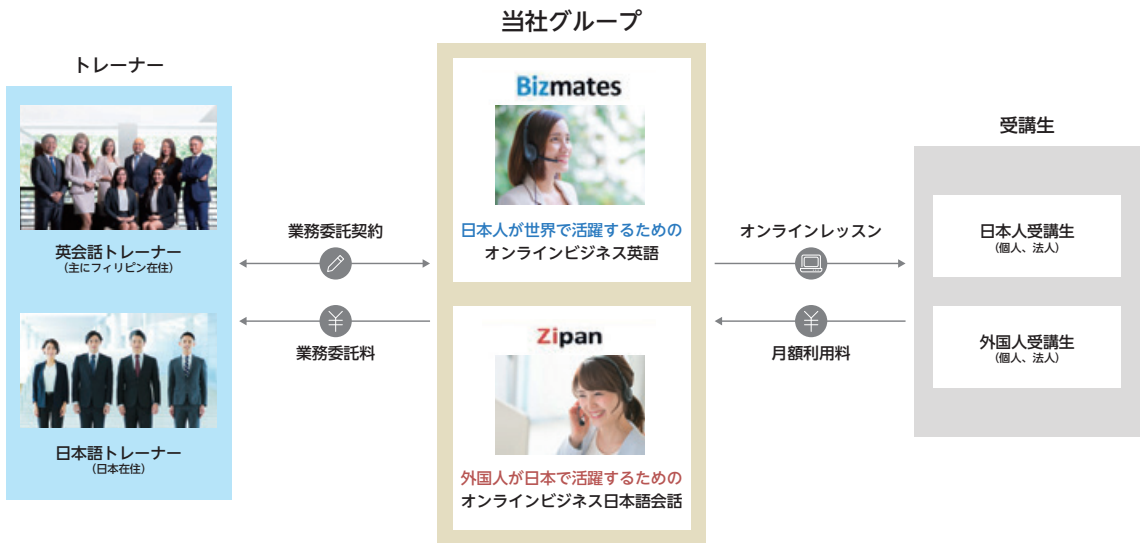 当社グループ
トレーナー
英会話トレーナー
（主にフィリピン在住）
日本語トレーナー
（日本在住）
業務委託契約
業務委託料
Bizmates
日本人が世界で活躍するための
オンラインビジネス英語
Zipan
外国人が日本で活躍するための
オンラインビジネス日本語会話
オンラインレッスン
月額利用料
受講生
日本人受講生
（個人、法人）
外国人受講生
（個人、法人）